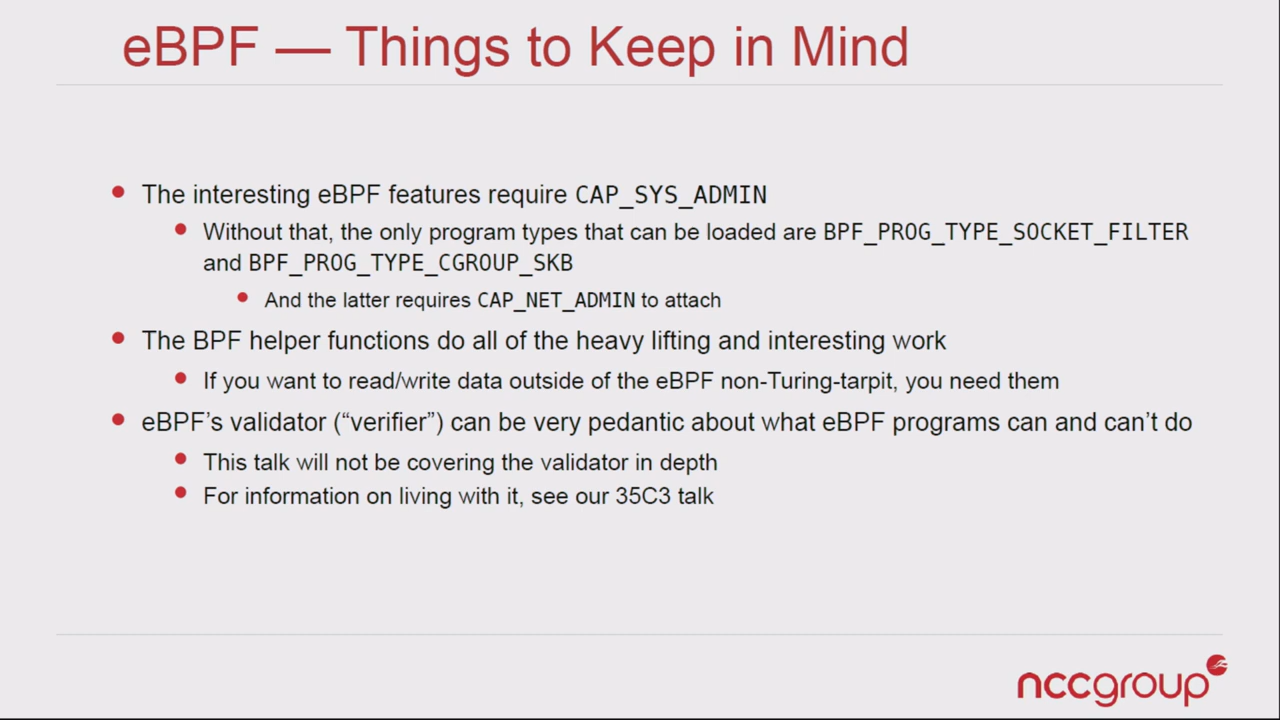 eBPF — Things to Keep in Mind
The interesting eBPF features require CAP_SYS_ADMIN
Without that, the only program types that can be loaded are BPF_PROG_TYPE_SOCKET_FILTER
and BPF_PROG_TYPE_CGROUP_SKB
And the latter requires CAP_NET_ADMIN to attach
The BPF helper functions do all of the heavy lifting and interesting work
If you want to read/write data outside of the eBPF non-Turing-tarpit, you need them
eBPF’s validator (“verifier”) can be very pedantic about what eBPF programs can and can’t do
This talk will not be covering the validator in depth
For information on living with it, see our 35C3 talk
nccgroup